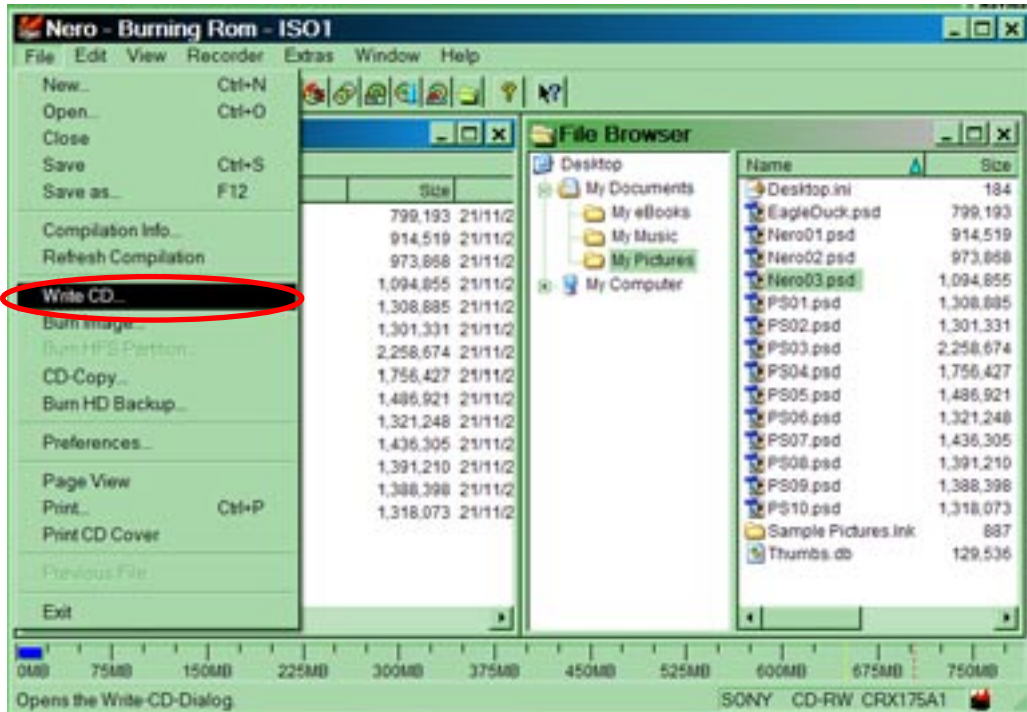 Nero - Burning Rom - ISO1
File Edit View Recorder Extras Window Help
New... Ctrl+N
Open... Ctrl+O
Close
Save Ctrl+S
Save as... F12
Compilation Info...
Refresh Compilation
Write CD...
Burn Image...
Burn HFS Partition...
CD-Copy...
Burn HD Backup...
Preferences...
Page View
Print... Ctrl+P
Print CD Cover
Previous File
Exit
Size
799,193 21/11/2
914,519 21/11/2
973,868 21/11/2
1,094,855 21/11/2
1,308,885 21/11/2
1,301,331 21/11/2
2,258,674 21/11/2
1,756,427 21/11/2
1,486,921 21/11/2
1,321,248 21/11/2
1,436,305 21/11/2
1,391,210 21/11/2
1,388,398 21/11/2
1,318,073 21/11/2
File Browser
Desktop
My Documents
My eBooks
My Music
My Pictures
My Computer
Name Size
Desktop.ini 184
EagleDuck.psd 799,193
Nero01.psd 914,519
Nero02.psd 973,868
Nero03.psd 1,094,855
PS01.psd 1,308,885
PS02.psd 1,301,331
PS03.psd 2,258,674
PS04.psd 1,756,427
PS05.psd 1,486,921
PS06.psd 1,321,248
PS07.psd 1,436,305
PS08.psd 1,391,210
PS09.psd 1,388,398
PS10.psd 1,318,073
Sample Pictures.lnk 887
Thumbs.db 129,536
0MB 75MB 150MB 225MB 300MB 375MB 450MB 525MB 600MB 675MB 750MB
Opens the Write-CD-Dialog. SONY CD-RW CRX175A1